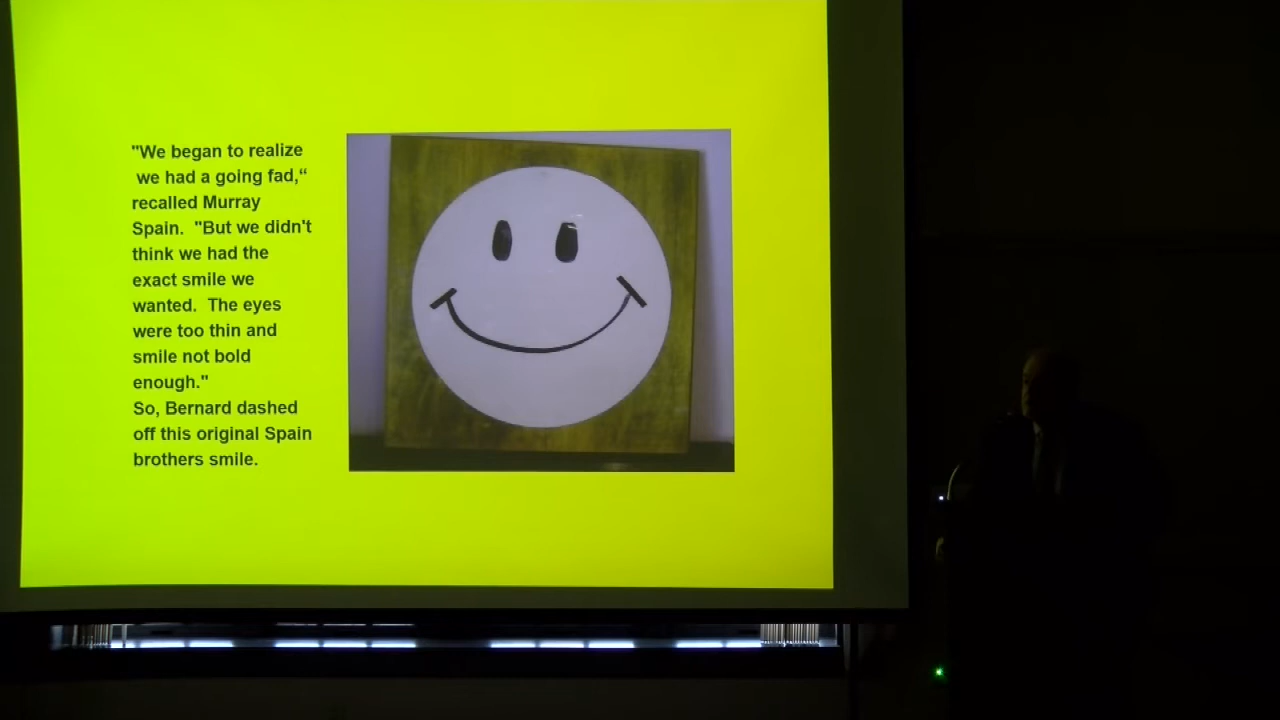 "We began to realize
we had a going fad,“
recalled Murray
Spain.  "But we didn't
think we had the
exact smile we
wanted.  The eyes
were too thin and
smile not bold
enough."
So, Bernard dashed
off this original Spain
brothers smile.